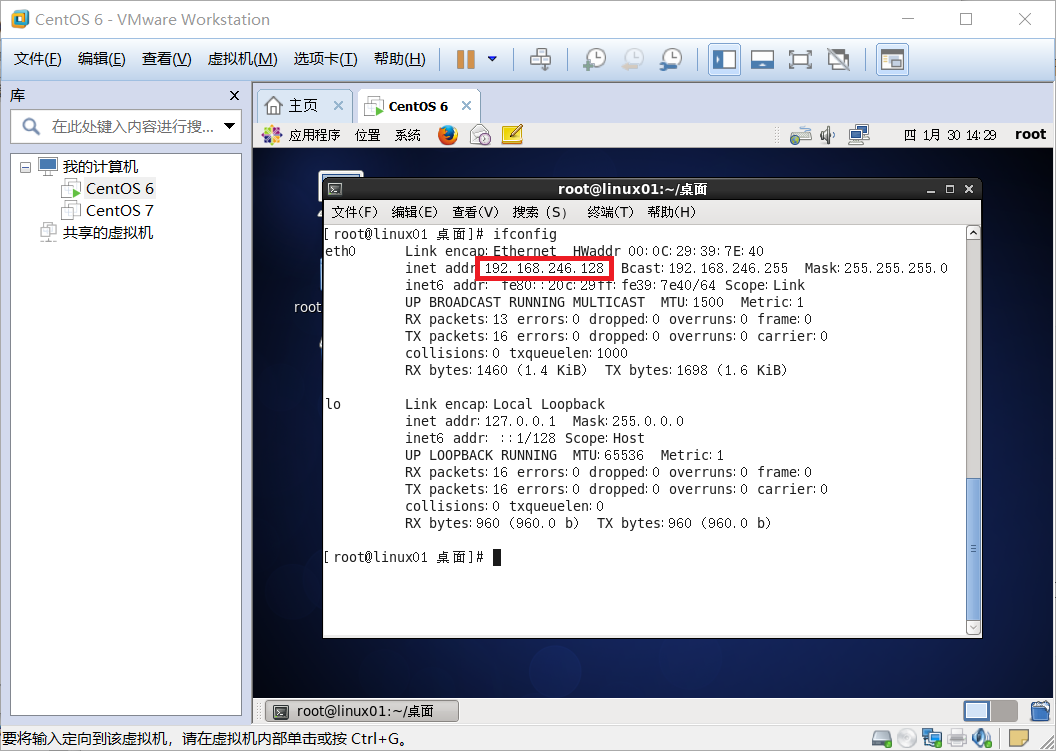 CentOS 6 - VMware Workstation
文件(F) 编辑(E) 查看(V) 虚拟机(M) 选项卡(T) 帮助(H)
库
在此处键入内容进行搜...
我的计算机
CentOS 6
CentOS 7
共享的虚拟机
主页 CentOS 6
应用程序 位置 系统 四 1月 30 14:29 root
root
root@linux01:~/桌面
文件(F) 编辑(E) 查看(V) 搜索 (S) 终端(T) 帮助(H)
[root@linux01 桌面]# ifconfig
eth0 Link encap:Ethernet HWaddr 00:0C:29:39:7E:40
inet addr:192.168.246.128 Bcast:192.168.246.255 Mask:255.255.255.0
inet6 addr: fe80::20c:29ff:fe39:7e40/64 Scope:Link
UP BROADCAST RUNNING MULTICAST MTU:1500 Metric:1
RX packets:13 errors:0 dropped:0 overruns:0 frame:0
TX packets:16 errors:0 dropped:0 overruns:0 carrier:0
collisions:0 txqueuelen:1000
RX bytes:1460 (1.4 KiB) TX bytes:1698 (1.6 KiB)
lo Link encap:Local Loopback
inet addr:127.0.0.1 Mask:255.0.0.0
inet6 addr: ::1/128 Scope:Host
UP LOOPBACK RUNNING MTU:65536 Metric:1
RX packets:16 errors:0 dropped:0 overruns:0 frame:0
TX packets:16 errors:0 dropped:0 overruns:0 carrier:0
collisions:0 txqueuelen:0
RX bytes:960 (960.0 b) TX bytes:960 (960.0 b)
[root@linux01 桌面]#
root@linux01:~/桌面
要将输入定向到该虚拟机，请在虚拟机内部单击或按 Ctrl+G。